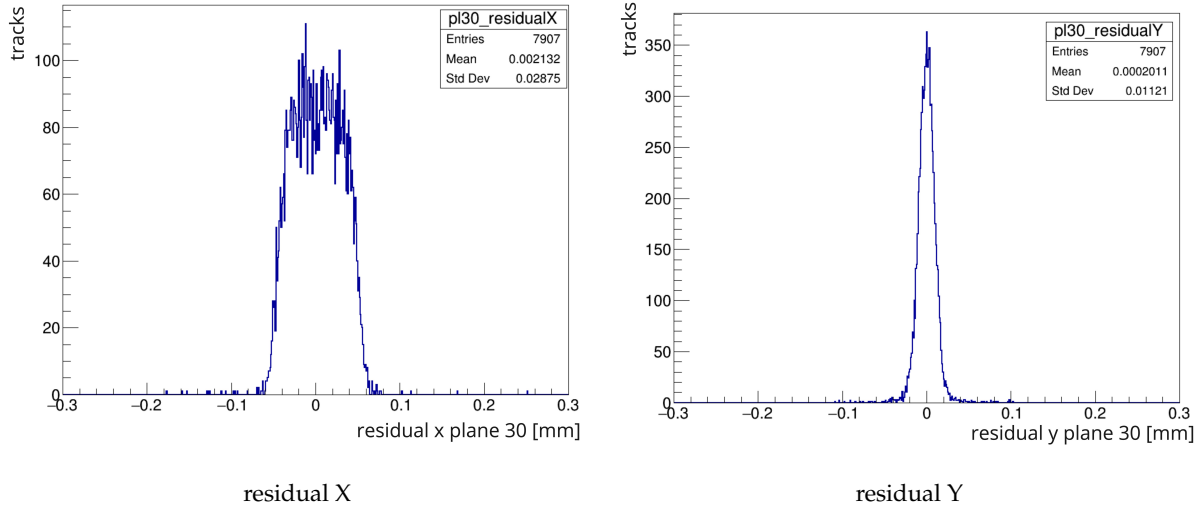 tracks
pl30_residualX
Entries 7907
Mean 0.002132
Std Dev 0.02875
100
80
60
40
20
0
−0.3 −0.2 −0.1 0 0.1 0.2 0.3
residual x plane 30 [mm]
residual X
tracks
pl30_residualY
Entries 7907
Mean 0.0002011
Std Dev 0.01121
350
300
250
200
150
100
50
0
−0.3 −0.2 −0.1 0 0.1 0.2 0.3
residual y plane 30 [mm]
residual Y